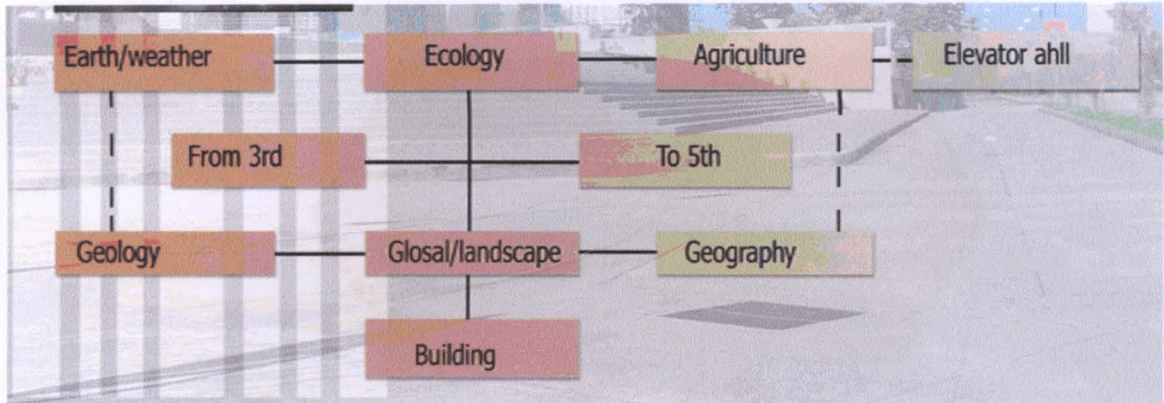 Earth/weather
Ecology
Agriculture
Elevator ahll
From 3rd
To 5th
Geology
Glosal/landscape
Geography
Building